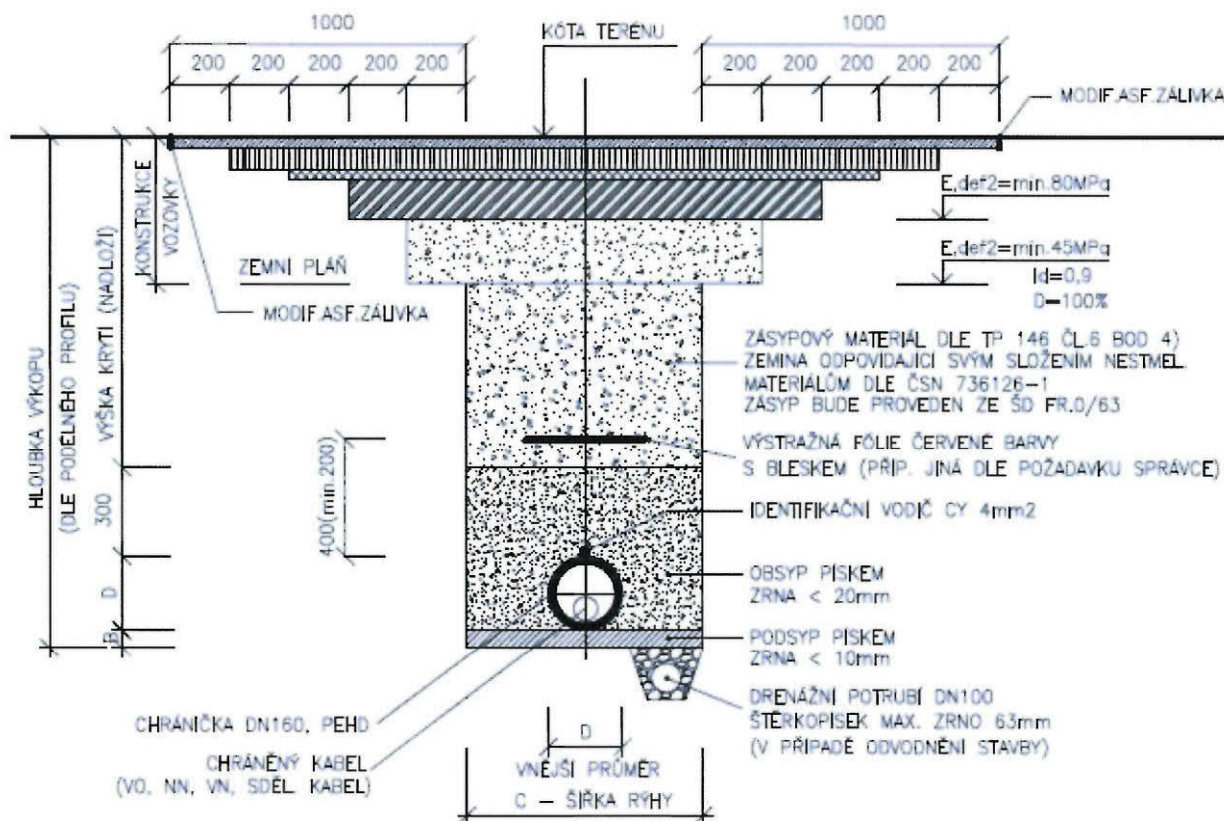 1000
KÓTA TERÉNU
1000
200 200 200 200 200
200 200 200 200 200
MODIF.ASF.ZÁLIVKA
KONSTRUKCE
VOZOVKY
E,def2=min.80MPa
E,def2=min.45MPa
Id=0,9
D=100%
ZEMNÍ PLÁŇ
MODIF.ASF.ZÁLIVKA
HLOUBKA VÝKOPU
(DLE PODÉLNÉHO PROFILU)
VÝŠKA KRYTÍ (NADLOŽÍ)
300
D
B
400(min.200)
ZÁSYPOVÝ MATERIÁL DLE TP 146 ČL.6 BOD 4)
ZEMINA ODPOVÍDAJÍCÍ SVÝM SLOŽENÍM NESTMEL.
MATERIÁLŮM DLE ČSN 736126-1
ZÁSYP BUDE PROVEDEN ZE ŠD FR.0/63
VÝSTRAŽNÁ FÓLIE ČERVENÉ BARVY
S BLESKEM (PŘÍP. JINÁ DLE POŽADAVKU SPRÁVCE)
IDENTIFIKAČNÍ VODIČ CY 4mm2
OBSYP PÍSKEM
ZRNA < 20mm
PODSYP PÍSKEM
ZRNA < 10mm
DRENÁŽNÍ POTRUBÍ DN100
ŠTĚRKOPÍSEK MAX. ZRNO 63mm
(V PŘÍPADĚ ODVODNĚNÍ STAVBY)
CHRÁNIČKA DN160, PEHD
CHRÁNĚNÝ KABEL
(VO, NN, VN, SDĚL. KABEL)
D
VNĚJŠÍ PRŮMĚR
C – ŠÍŘKA RÝHY